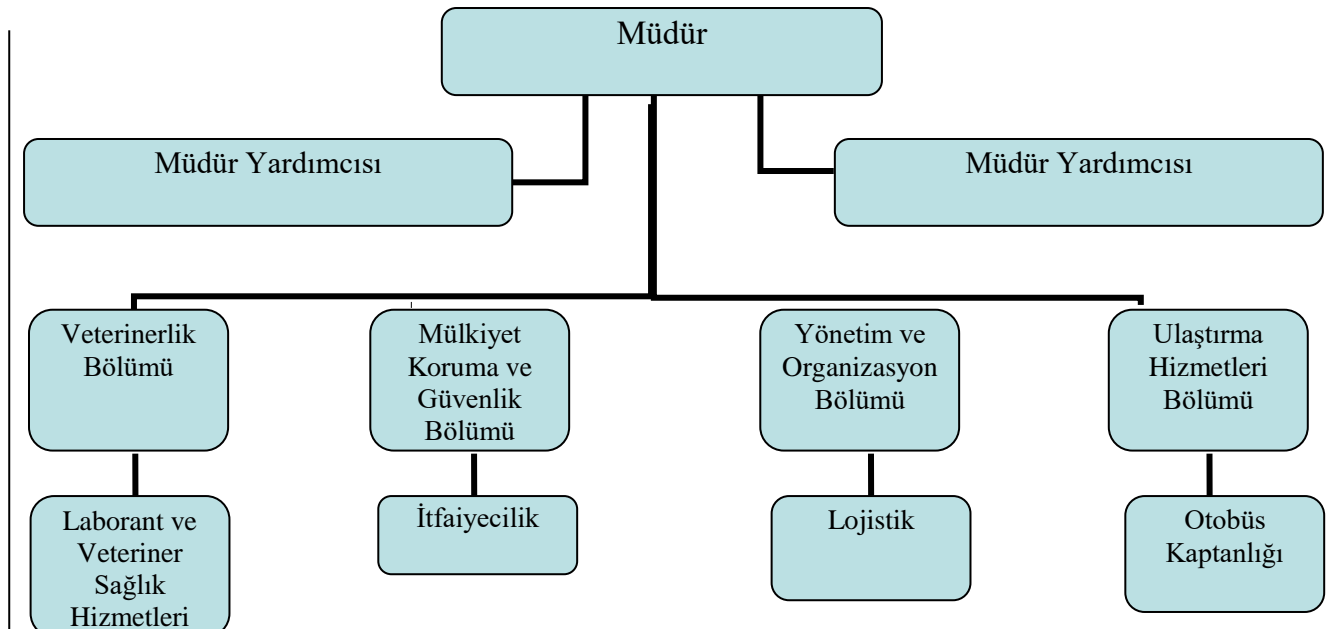 Müdür
Müdür Yardımcısı
Müdür Yardımcısı
Veterinerlik
Bölümü
Mülkiyet
Koruma ve
Güvenlik
Bölümü
Yönetim ve
Organizasyon
Bölümü
Ulaştırma
Hizmetleri
Bölümü
Laborant ve
Veteriner
Sağlık
Hizmetleri
İtfaiyecilik
Lojistik
Otobüs
Kaptanlığı